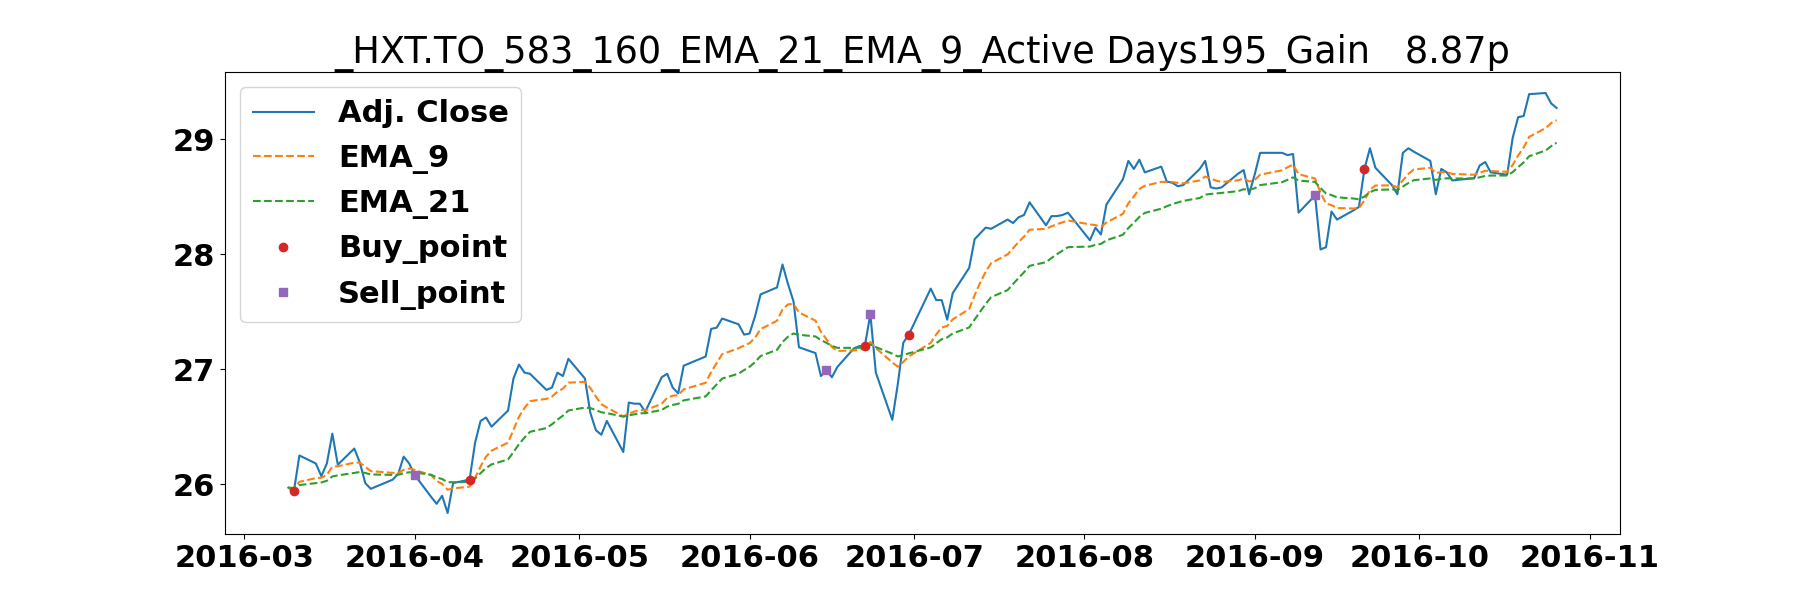 _HXT.TO_583_160_EMA_21_EMA_9_Active Days195_Gain   8.87p
Adj. Close
EMA_9
EMA_21
Buy_point
Sell_point
29
28
27
26
2016-03 2016-04 2016-05 2016-06 2016-07 2016-08 2016-09 2016-10 2016-11